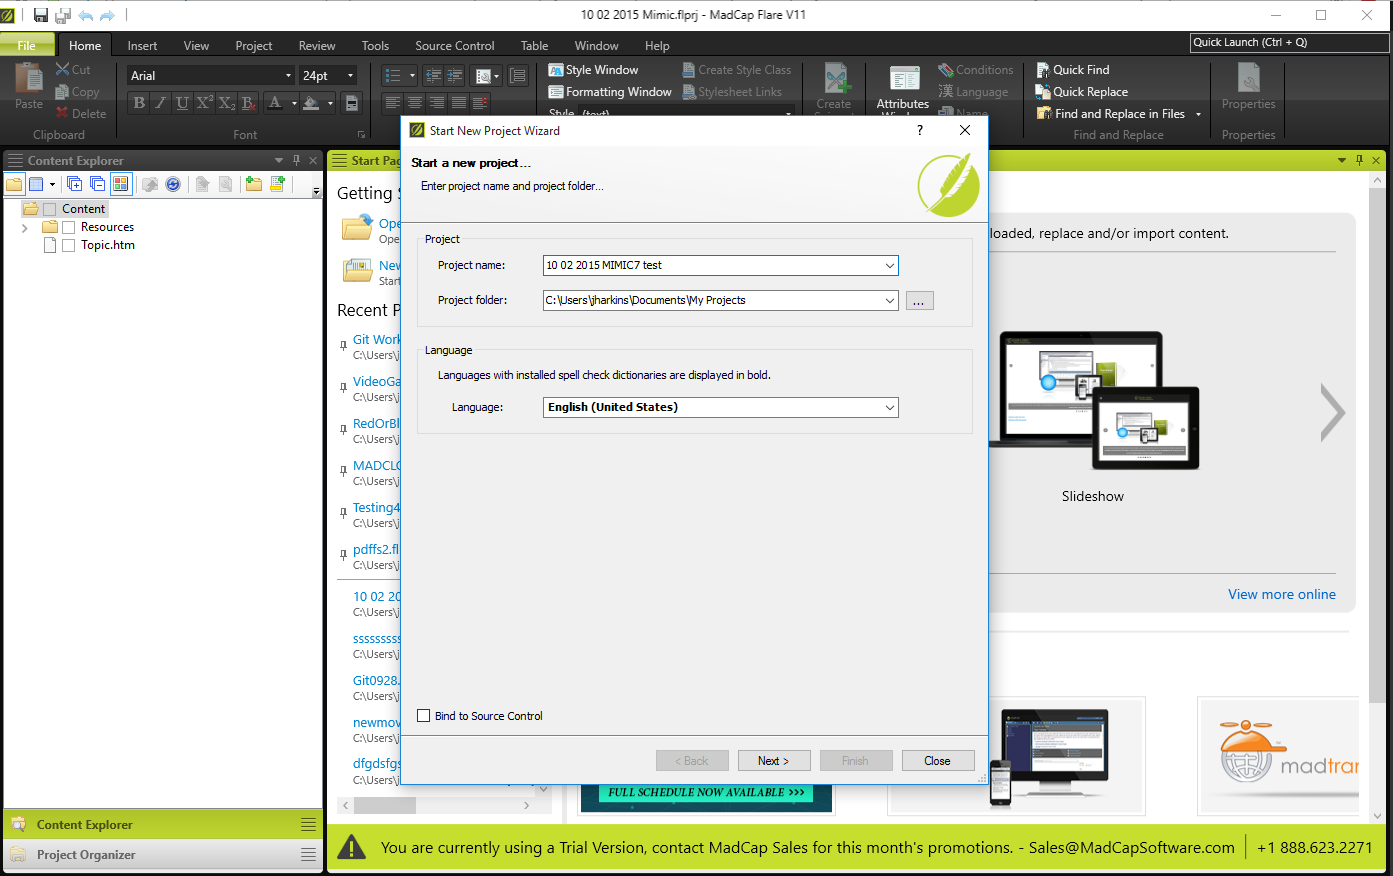 10 02 2015 Mimic.flprj - MadCap Flare V11
File Home Insert View Project Review Tools Source Control Table Window Help
Quick Launch (Ctrl + Q)
Paste
Cut
Copy
Delete
Clipboard
Arial 24pt
B I U X² X₂ B
A
Font
Style Window
Formatting Window
Style (text)
Create Style Class
Stylesheet Links
Create
Attributes
Conditions
Language
Name
Quick Find
Quick Replace
Find and Replace in Files
Find and Replace
Properties
Properties
Content Explorer
Content
Resources
Topic.htm
Content Explorer
Project Organizer
Start Pa
Getting
Ope
Ope
New
Start
Recent P
Git Work
C:\Users\j
VideoGa
C:\Users\j
RedOrBl
C:\Users\j
MADCLO
C:\Users\j
Testing4
C:\Users\j
pdffs2.fl
C:\Users\j
10 02 20
C:\Users\j
sssssssss
C:\Users\j
Git0928.
C:\Users\j
newmov
C:\Users\j
dfgdsfgs
C:\Users\j
Start New Project Wizard
?
Start a new project...
Enter project name and project folder...
Project
Project name: 10 02 2015 MIMIC7 test
Project folder: C:\Users\jharkins\Documents\My Projects ...
Language
Languages with installed spell check dictionaries are displayed in bold.
Language: English (United States)
Bind to Source Control
< Back Next > Finish Close
loaded, replace and/or import content.
Slideshow
View more online
FULL SCHEDULE NOW AVAILABLE >>>
madtran
You are currently using a Trial Version, contact MadCap Sales for this month's promotions. - Sales@MadCapSoftware.com +1 888.623.2271